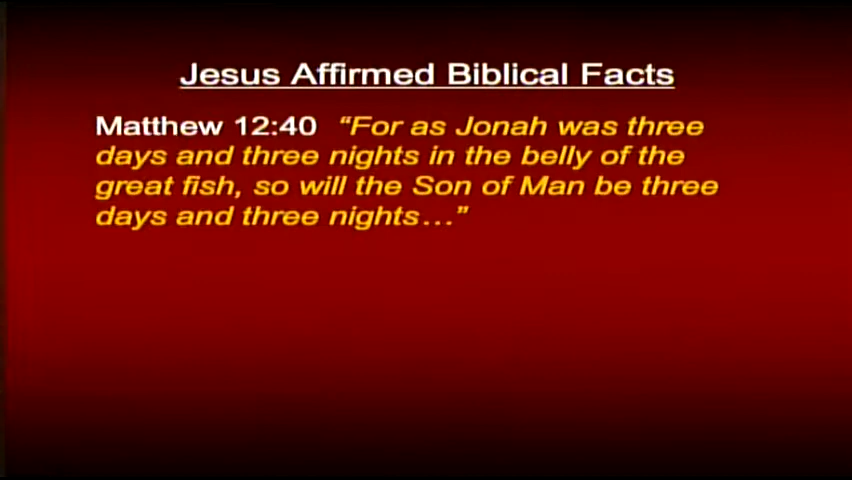 Jesus Affirmed Biblical Facts
Matthew 12:40 “For as Jonah was three
days and three nights in the belly of the
great fish, so will the Son of Man be three
days and three nights…”